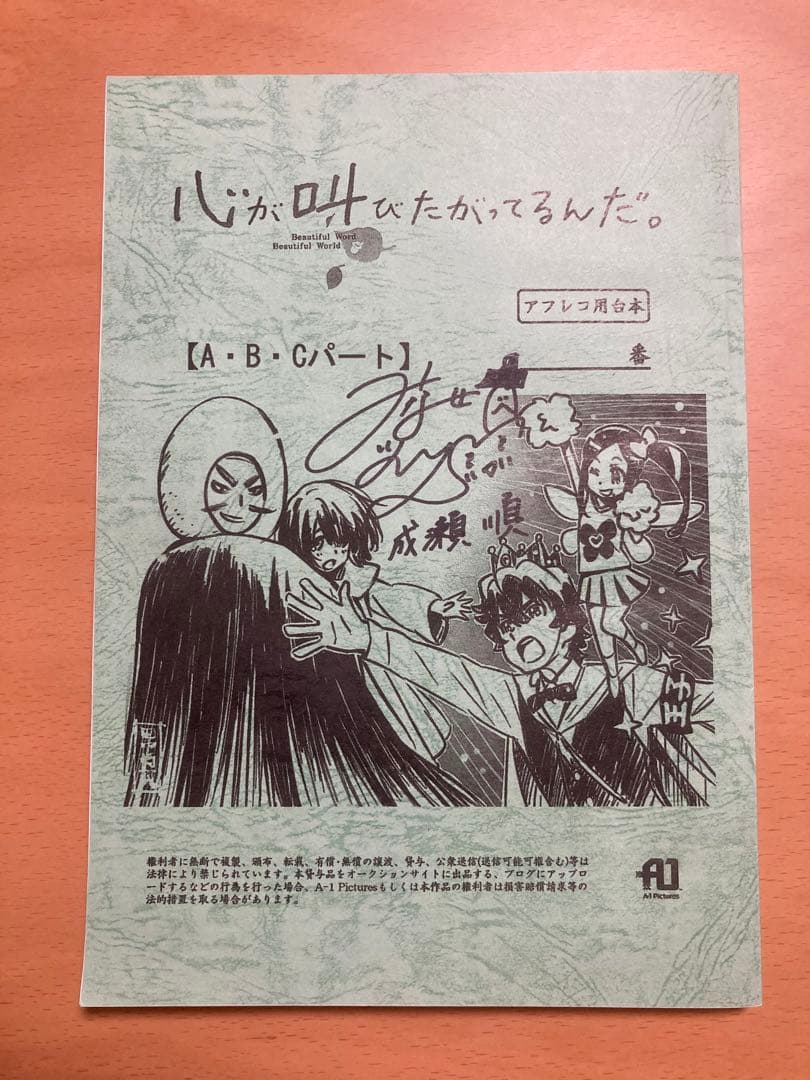 心が叫びたがってるんだ。
Beautiful Word
Beautiful World
アフレコ用台本
【A・B・Cパート】
番
成瀬 順
王子
権利者に無断で複製、頒布、転載、有償・無償の譲渡、貸与、公衆送信(送信可能可権含む)等は
法律により禁じられています。本貸与品をオークションサイトに出品する、ブログにアップロ
ードするなどの行為を行った場合、A-1 Picturesもしくは本作品の権利者は損害賠償請求等の
法的措置を取る場合があります。
A-1 Pictures